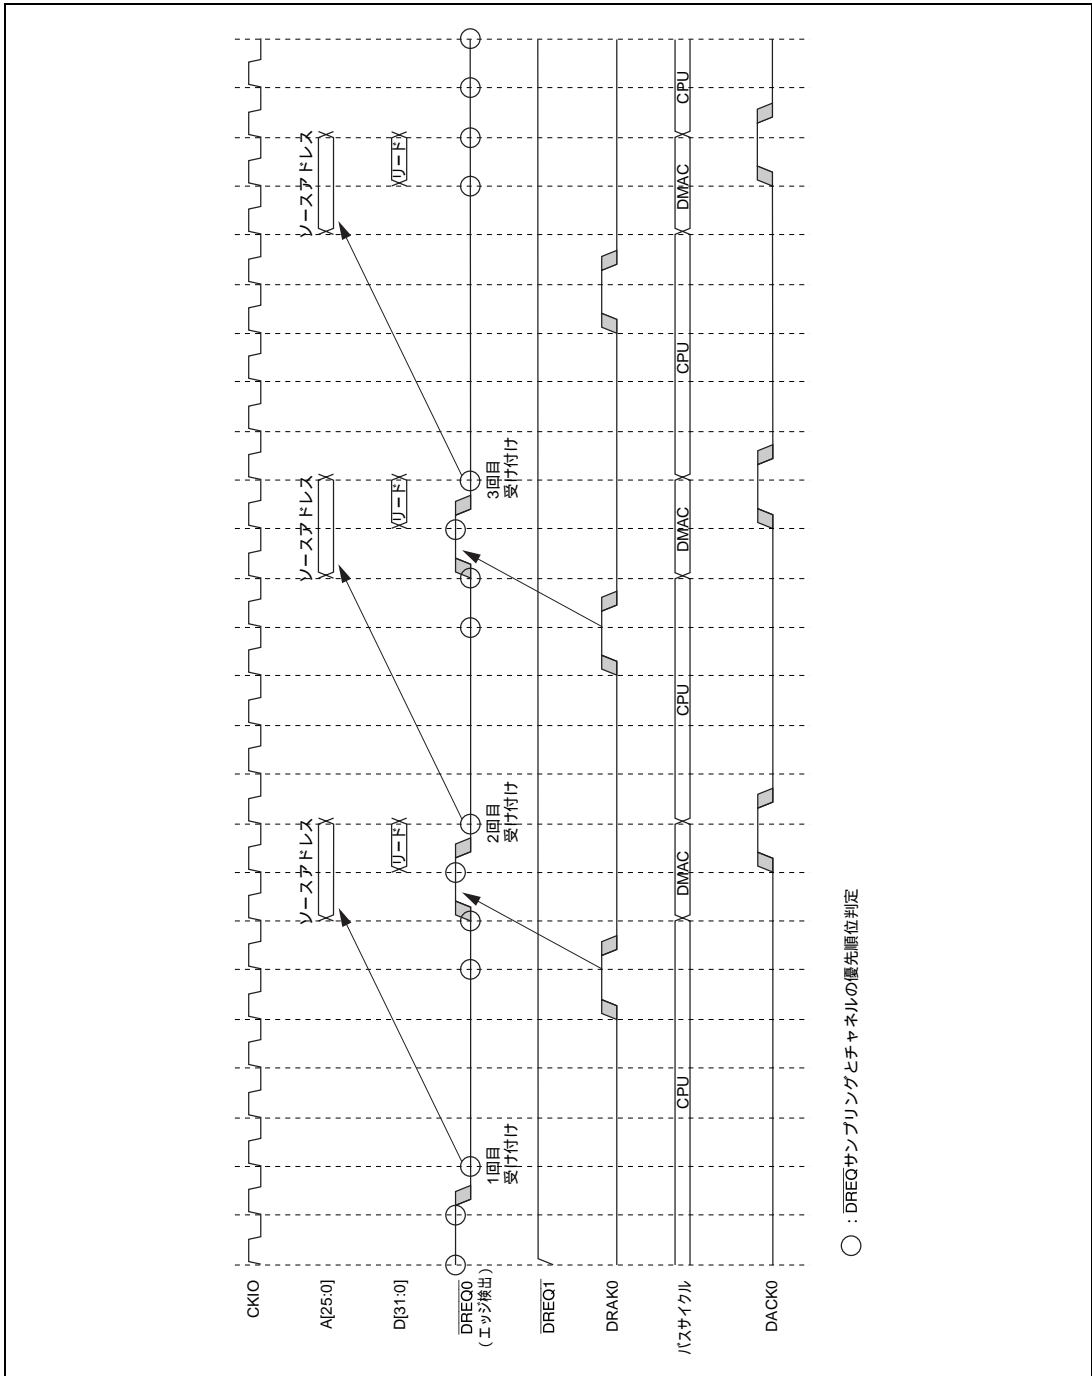 CKIO
A[25:0]
ソースアドレス
ソースアドレス
ソースアドレス
D[31:0]
リード
リード
リード
DREQ0
(エッジ検出)
1回目
受け付け
2回目
受け付け
3回目
受け付け
DREQ1
DRAK0
バスサイクル
CPU
DMAC
CPU
DMAC
CPU
DMAC
CPU
DACK0
○ : DREQサンプリングとチャネルの優先順位判定